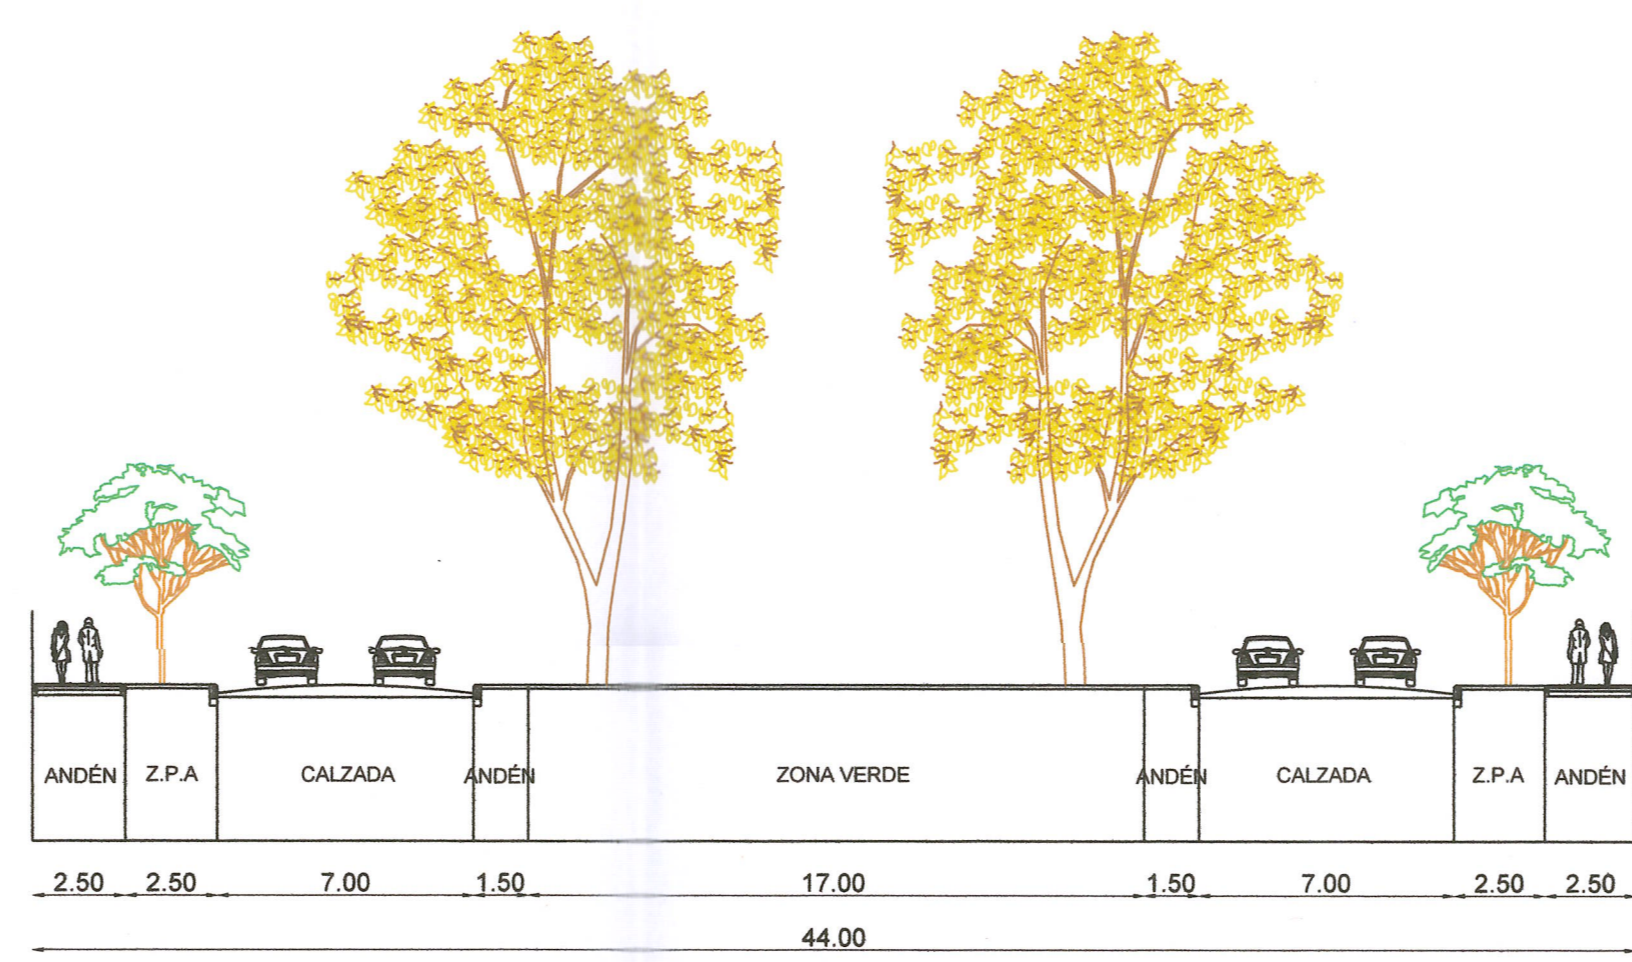 ANDÉN Z.P.A CALZADA ANDÉN ZONA VERDE ANDÉN CALZADA Z.P.A ANDÉN
2.50 2.50 7.00 1.50 17.00 1.50 7.00 2.50 2.50
44.00